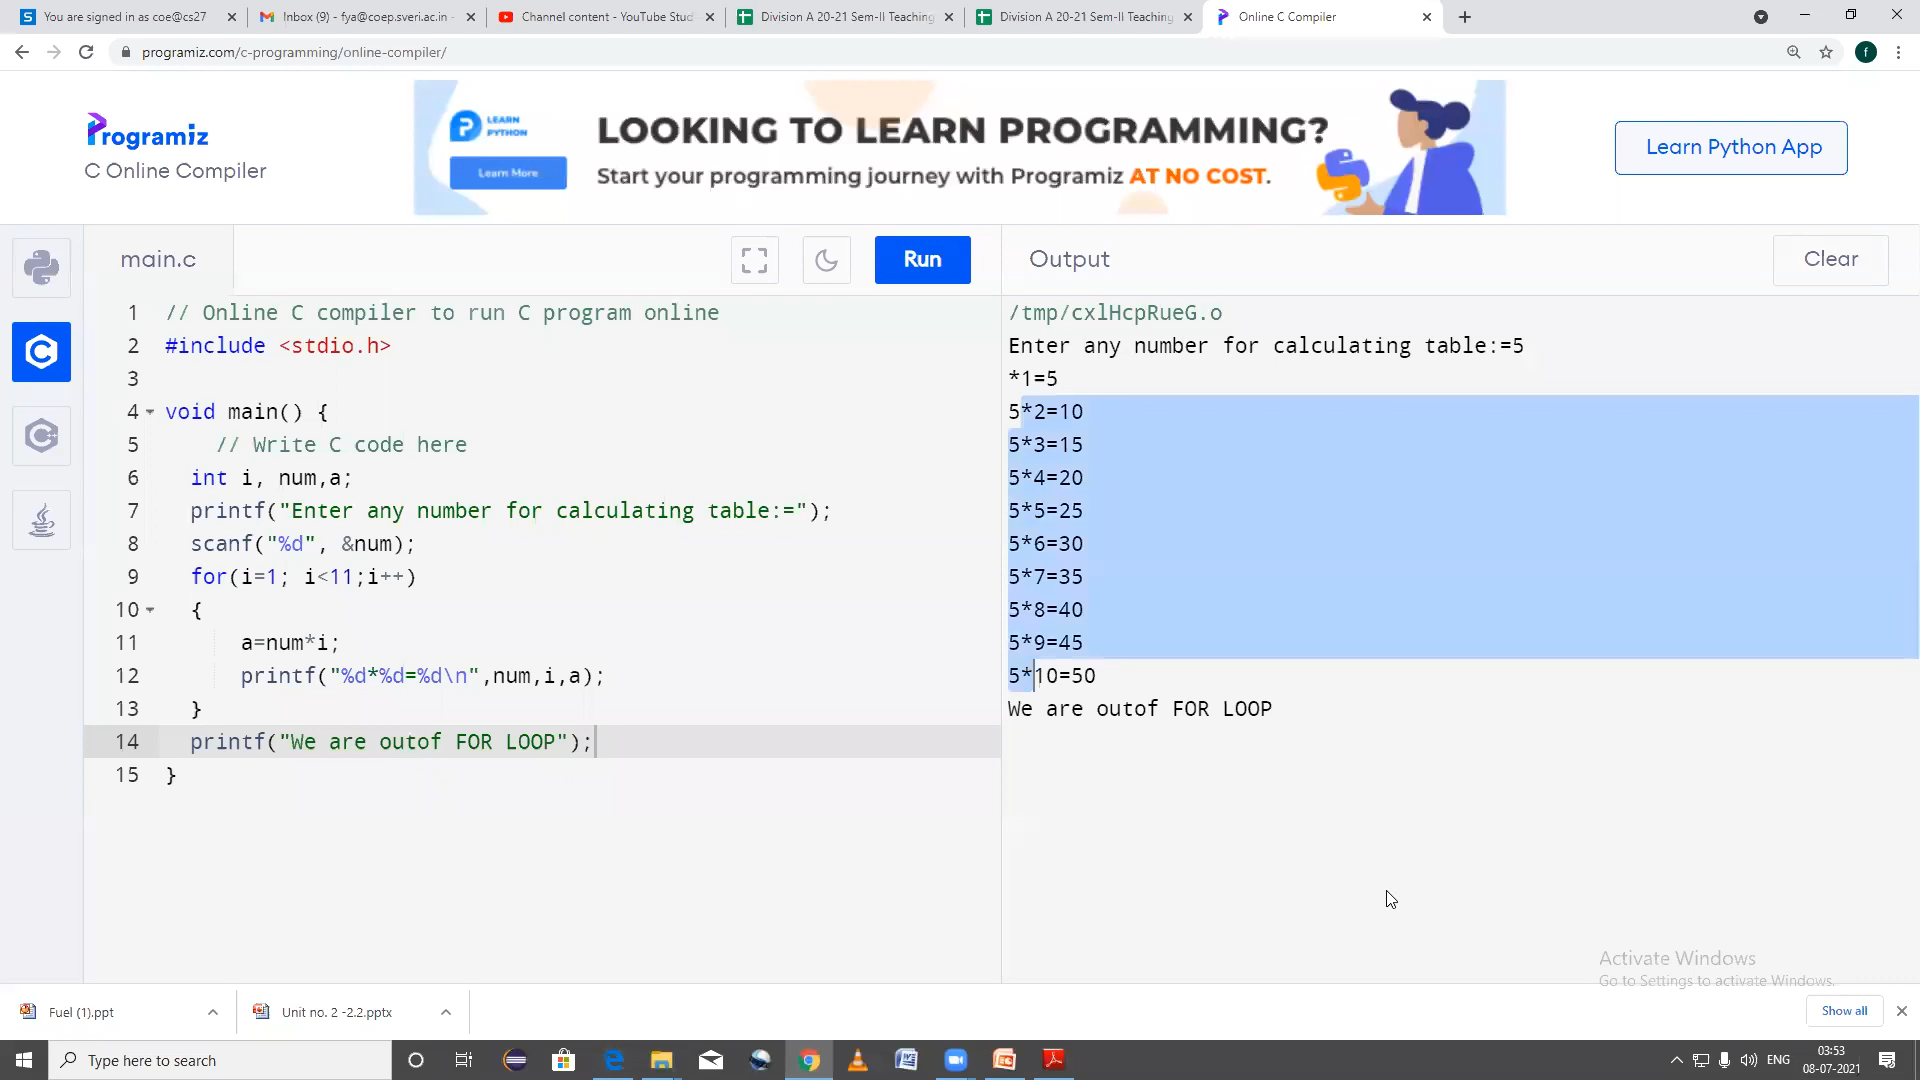 You are signed in as coe@cs27
Inbox (9) - fya@coep.sveri.ac.in -
Channel content - YouTube Stud
Division A 20-21 Sem-II Teaching
Division A 20-21 Sem-II Teaching
Online C Compiler
programiz.com/c-programming/online-compiler/
f
Programiz
C Online Compiler
LEARN
PYTHON
Learn More
LOOKING TO LEARN PROGRAMMING?
Start your programming journey with Programiz AT NO COST.
Learn Python App
main.c
Run
Output
Clear
1 // Online C compiler to run C program online
2 #include <stdio.h>
3
4 void main() {
5 // Write C code here
6 int i, num,a;
7 printf("Enter any number for calculating table:=");
8 scanf("%d", &num);
9 for(i=1; i<11;i++)
10 {
11 a=num*i;
12 printf("%d*%d=%d\n",num,i,a);
13 }
14 printf("We are outof FOR LOOP");
15 }
/tmp/cxlHcpRueG.o
Enter any number for calculating table:=5
*1=5
5*2=10
5*3=15
5*4=20
5*5=25
5*6=30
5*7=35
5*8=40
5*9=45
5*10=50
We are outof FOR LOOP
Activate Windows
Go to Settings to activate Windows.
Fuel (1).ppt
Unit no. 2 -2.2.pptx
Show all
Type here to search
ENG
03:53
08-07-2021